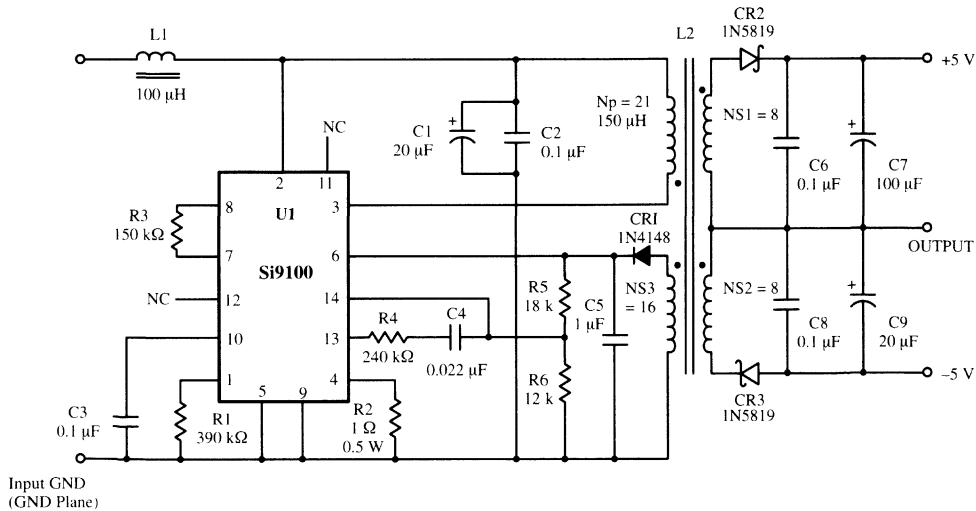 L1
100 µH
L2
CR2
1N5819
+5 V
Np = 21
150 µH
NS1 = 8
+
C1
20 µF
C2
0.1 µF
C6
0.1 µF
+
C7
100 µF
NC
2
11
U1
Si9100
8
7
12
10
1
5
9
3
6
14
13
4
R3
150 kΩ
NC
CR1
1N4148
OUTPUT
R5
18 k
C5
1 µF
NS3
= 16
NS2 = 8
C8
0.1 µF
+
C9
20 µF
R4
240 kΩ
C4
0.022 µF
R6
12 k
–5 V
CR3
1N5819
C3
0.1 µF
R1
390 kΩ
R2
1 Ω
0.5 W
Input GND
(GND Plane)